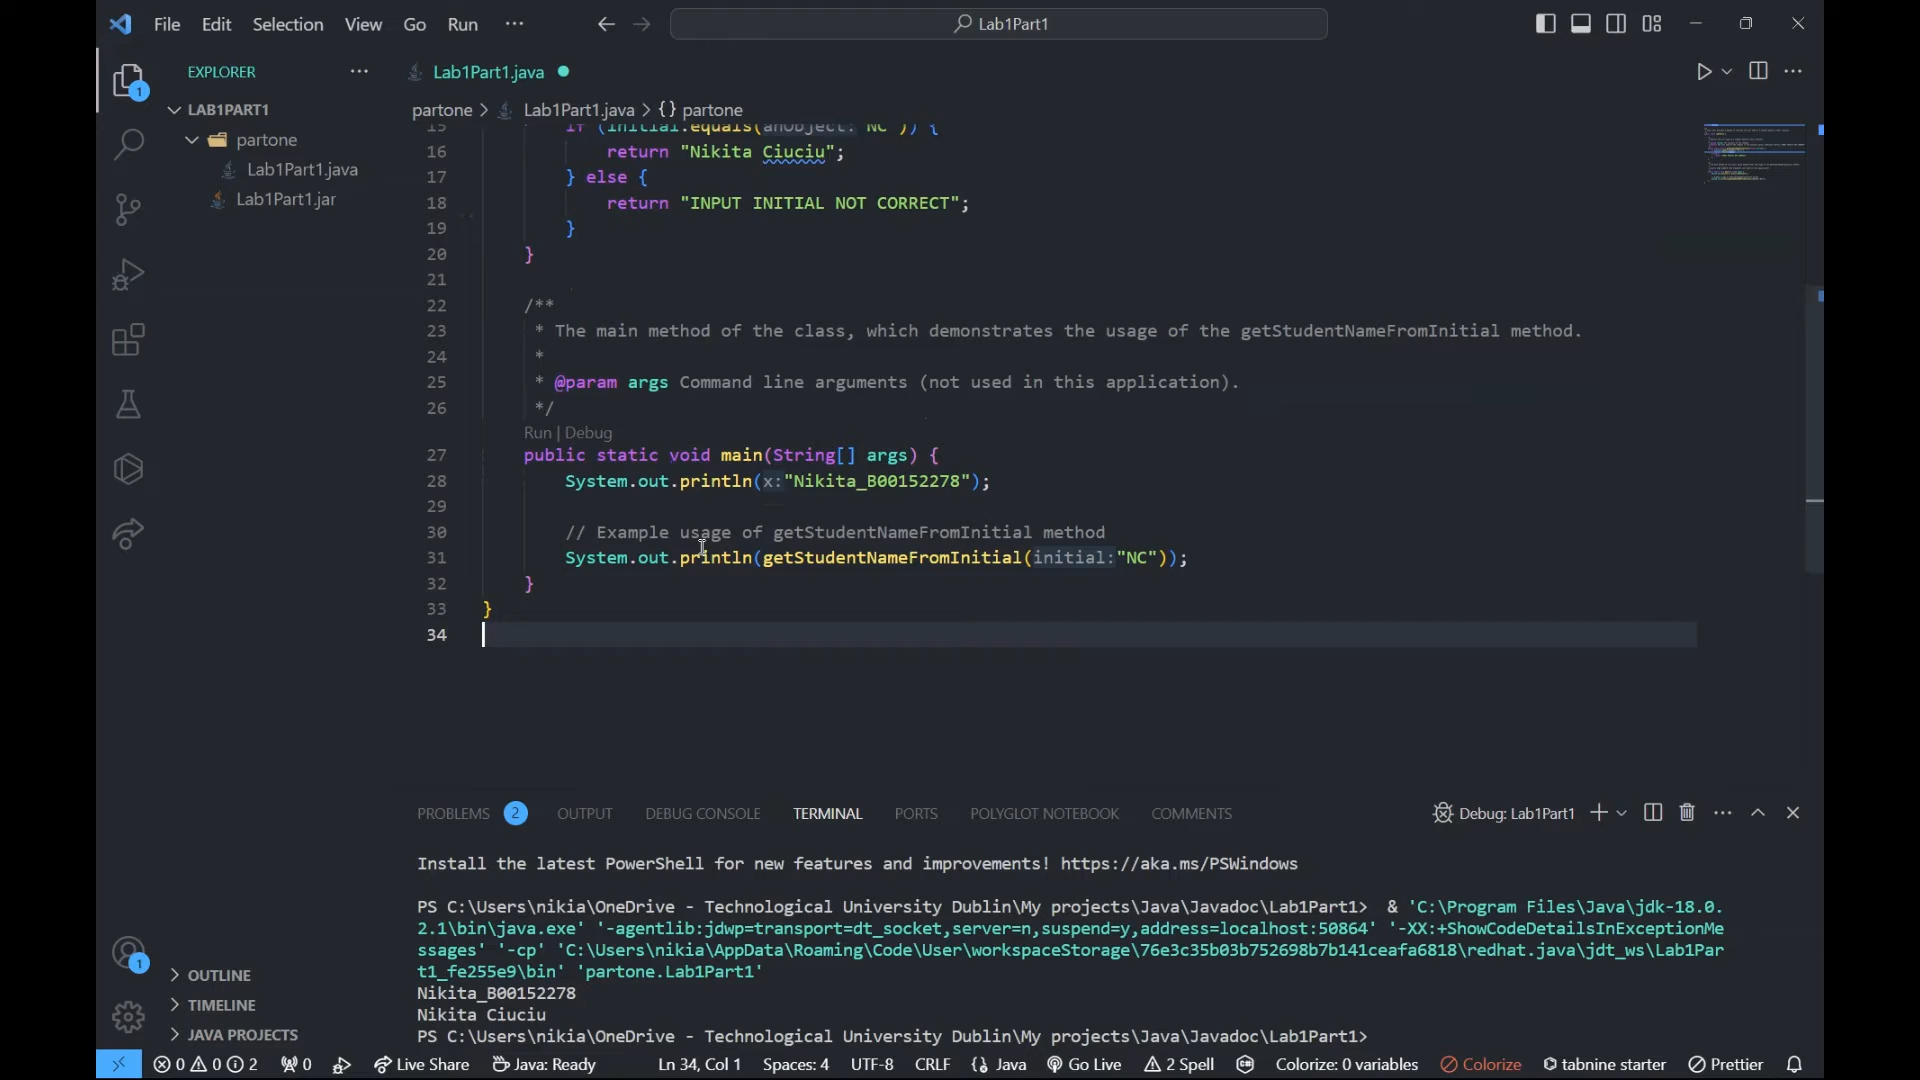 File Edit Selection View Go Run ··· Lab1Part1
EXPLORER ··· Lab1Part1.java
LAB1PART1
partone > Lab1Part1.java > {} partone
partone
Lab1Part1.java
Lab1Part1.jar
15 if (initial.equals(anObject:"NC")) {
16 return "Nikita Ciuciu";
17 } else {
18 return "INPUT INITIAL NOT CORRECT";
19 }
20 }
21
22 /**
23 * The main method of the class, which demonstrates the usage of the getStudentNameFromInitial method.
24 *
25 * @param args Command line arguments (not used in this application).
26 */
Run | Debug
27 public static void main(String[] args) {
28 System.out.println(x:"Nikita_B00152278");
29
30 // Example usage of getStudentNameFromInitial method
31 System.out.println(getStudentNameFromInitial(initial:"NC"));
32 }
33 }
34
PROBLEMS 2 OUTPUT DEBUG CONSOLE TERMINAL PORTS POLYGLOT NOTEBOOK COMMENTS Debug: Lab1Part1
Install the latest PowerShell for new features and improvements! https://aka.ms/PSWindows
PS C:\Users\nikia\OneDrive - Technological University Dublin\My projects\Java\Javadoc\Lab1Part1> & 'C:\Program Files\Java\jdk-18.0.
2.1\bin\java.exe' '-agentlib:jdwp=transport=dt_socket,server=n,suspend=y,address=localhost:50864' '-XX:+ShowCodeDetailsInExceptionMe
ssages' '-cp' 'C:\Users\nikia\AppData\Roaming\Code\User\workspaceStorage\76e3c35b03b752698b7b141ceafa6818\redhat.java\jdt_ws\Lab1Par
t1_fe255e9\bin' 'partone.Lab1Part1'
Nikita_B00152278
Nikita Ciuciu
PS C:\Users\nikia\OneDrive - Technological University Dublin\My projects\Java\Javadoc\Lab1Part1>
1
1
OUTLINE
TIMELINE
JAVA PROJECTS
0 0 2 0 Live Share Java: Ready Ln 34, Col 1 Spaces: 4 UTF-8 CRLF {} Java Go Live 2 Spell Colorize: 0 variables Colorize tabnine starter Prettier